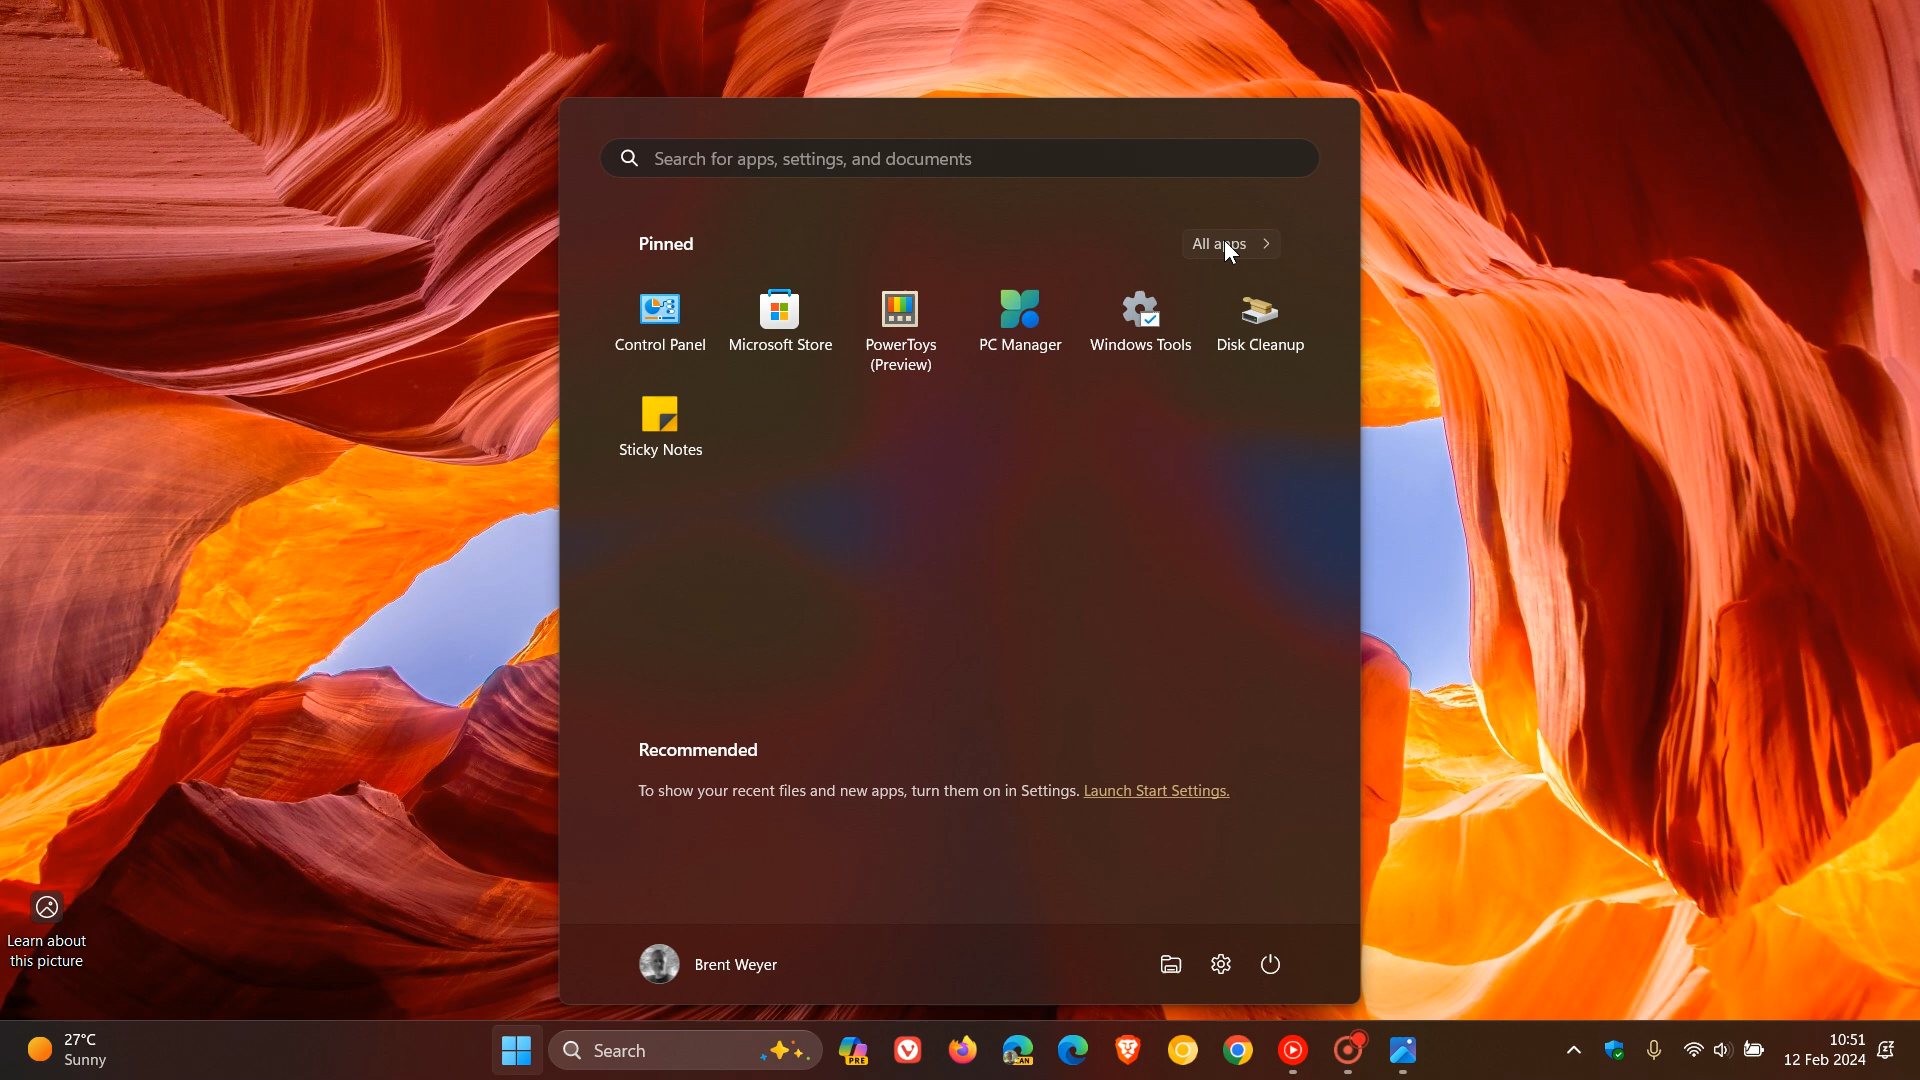 Search for apps, settings, and documents
Pinned
All apps
Control Panel
Microsoft Store
PowerToys
(Preview)
PC Manager
Windows Tools
Disk Cleanup
Sticky Notes
Recommended
To show your recent files and new apps, turn them on in Settings. Launch Start Settings.
Brent Weyer
Learn about
this picture
27°C
Sunny
Search
PRE
CAN
10:51
12 Feb 2024